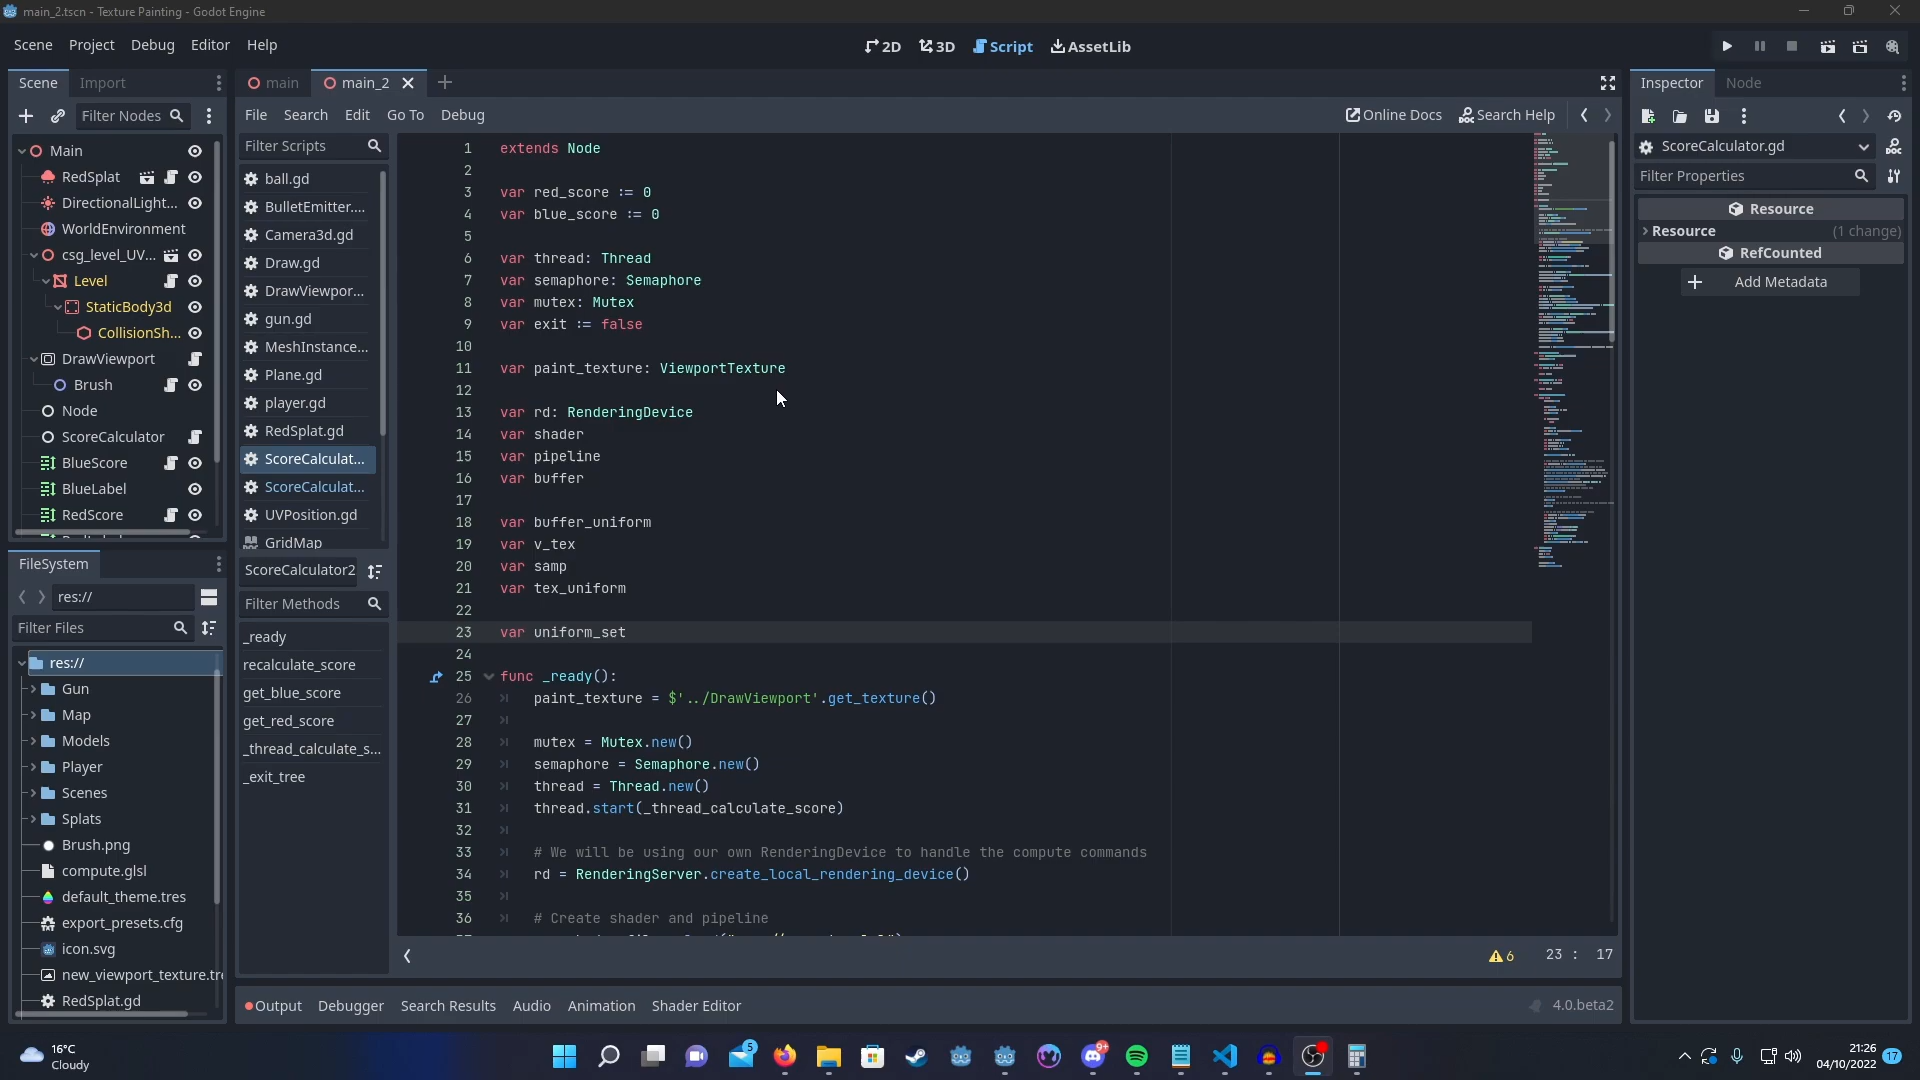 main_2.tscn - Texture Painting - Godot Engine
Scene Project Debug Editor Help
2D 3D Script AssetLib
Scene Import
main main_2
Inspector Node
Filter Nodes
File Search Edit Go To Debug
Online Docs Search Help
Main
RedSplat
DirectionalLight...
WorldEnvironment
csg_level_UV...
Level
StaticBody3d
CollisionSh...
DrawViewport
Brush
Node
ScoreCalculator
BlueScore
BlueLabel
RedScore
FileSystem
res://
Filter Files
res://
Gun
Map
Models
Player
Scenes
Splats
Brush.png
compute.glsl
default_theme.tres
export_presets.cfg
icon.svg
new_viewport_texture.tre
RedSplat.gd
Filter Scripts
ball.gd
BulletEmitter....
Camera3d.gd
Draw.gd
DrawViewpor...
gun.gd
MeshInstance...
Plane.gd
player.gd
RedSplat.gd
ScoreCalculat...
ScoreCalculat...
UVPosition.gd
GridMap
ScoreCalculator2
Filter Methods
_ready
recalculate_score
get_blue_score
get_red_score
_thread_calculate_s...
_exit_tree
1 extends Node
2
3 var red_score := 0
4 var blue_score := 0
5
6 var thread: Thread
7 var semaphore: Semaphore
8 var mutex: Mutex
9 var exit := false
10
11 var paint_texture: ViewportTexture
12
13 var rd: RenderingDevice
14 var shader
15 var pipeline
16 var buffer
17
18 var buffer_uniform
19 var v_tex
20 var samp
21 var tex_uniform
22
23 var uniform_set
24
25 func _ready():
26 paint_texture = $'../DrawViewport'.get_texture()
27
28 mutex = Mutex.new()
29 semaphore = Semaphore.new()
30 thread = Thread.new()
31 thread.start(_thread_calculate_score)
32
33 # We will be using our own RenderingDevice to handle the compute commands
34 rd = RenderingServer.create_local_rendering_device()
35
36 # Create shader and pipeline
6 23 : 17
Output Debugger Search Results Audio Animation Shader Editor
4.0.beta2
ScoreCalculator.gd
Filter Properties
Resource
Resource (1 change)
RefCounted
Add Metadata
16°C
Cloudy
5
9+
21:26
04/10/2022
17